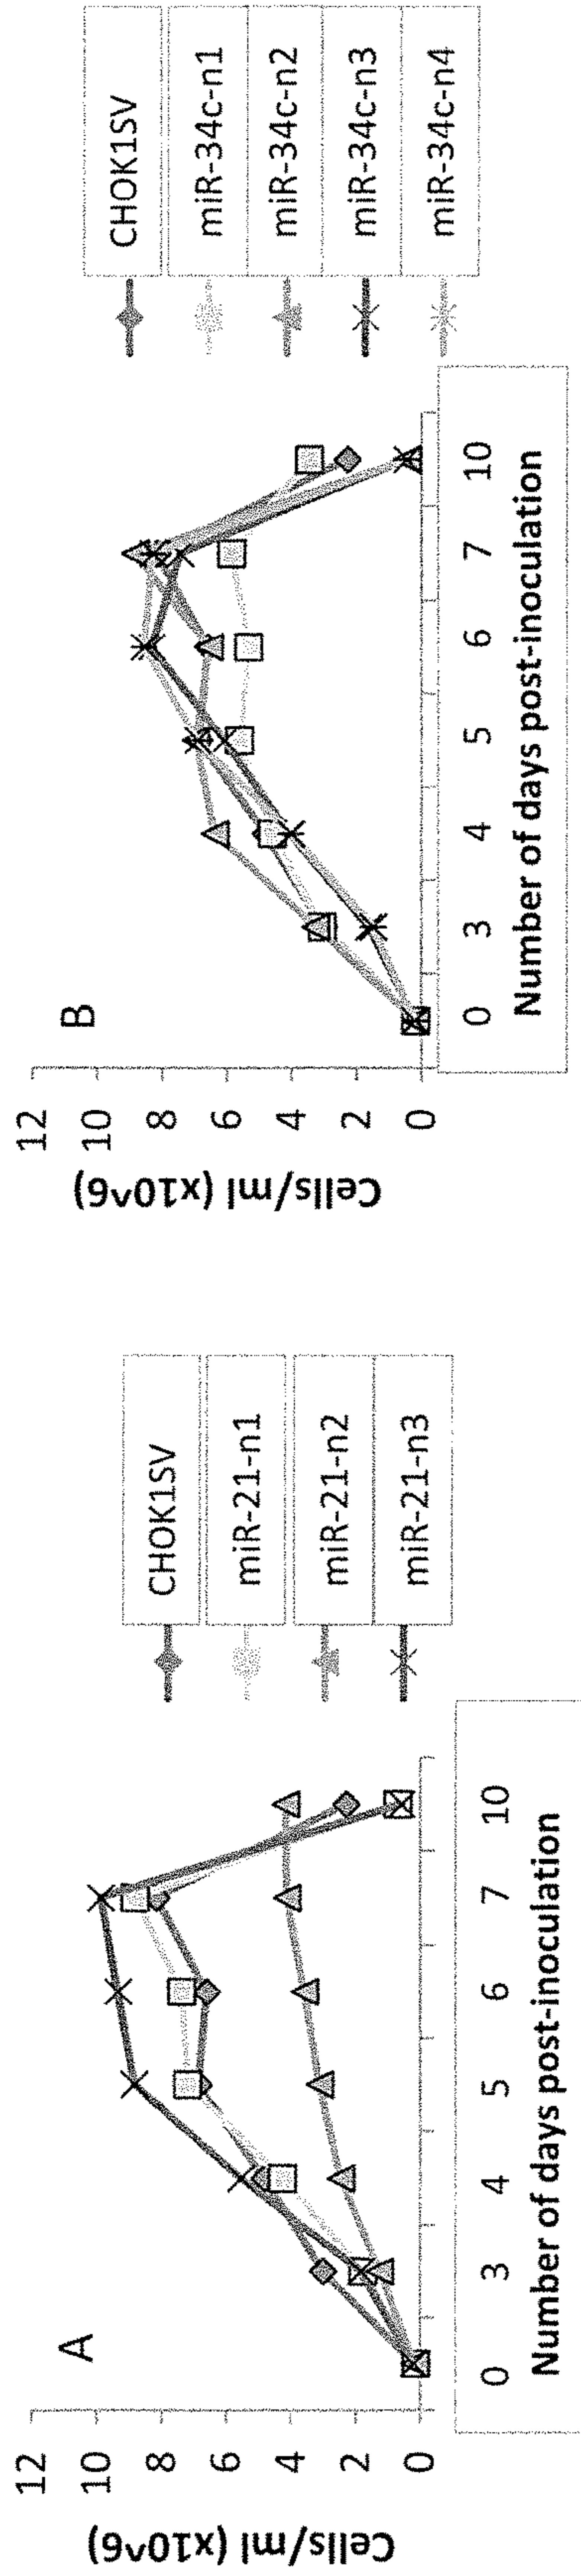 A
Cells/ml (x10^6)
12
10
8
6
4
2
0
0 3 4 5 6 7 10
Number of days post-inoculation
CHOK1SV
miR-21-n1
miR-21-n2
miR-21-n3
B
Cells/ml (x10^6)
12
10
8
6
4
2
0
0 3 4 5 6 7 10
Number of days post-inoculation
CHOK1SV
miR-34c-n1
miR-34c-n2
miR-34c-n3
miR-34c-n4